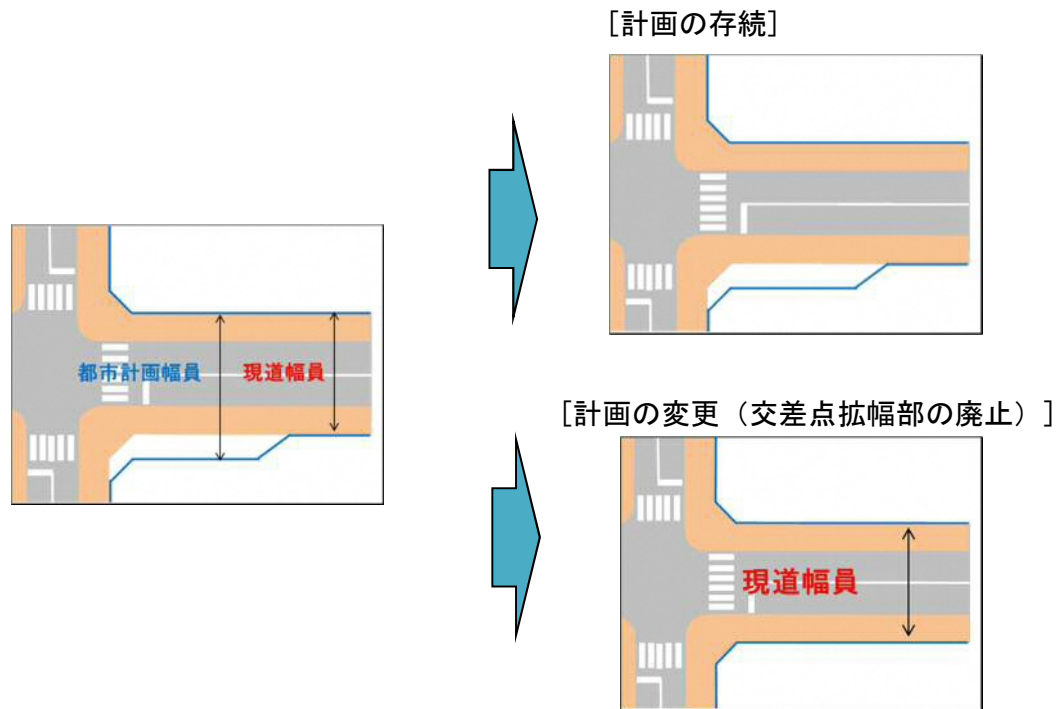 ［計画の存続］
都市計画幅員
現道幅員
［計画の変更（交差点拡幅部の廃止）］
現道幅員